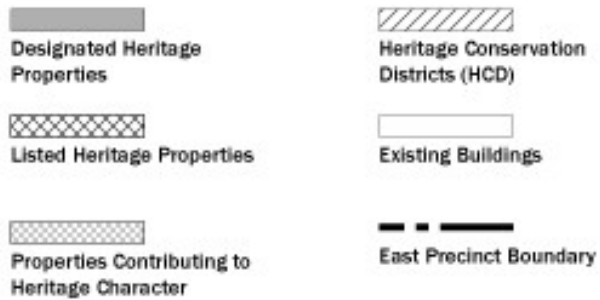 Designated Heritage
Properties
Heritage Conservation
Districts (HCD)
Listed Heritage Properties
Existing Buildings
Properties Contributing to
Heritage Character
East Precinct Boundary